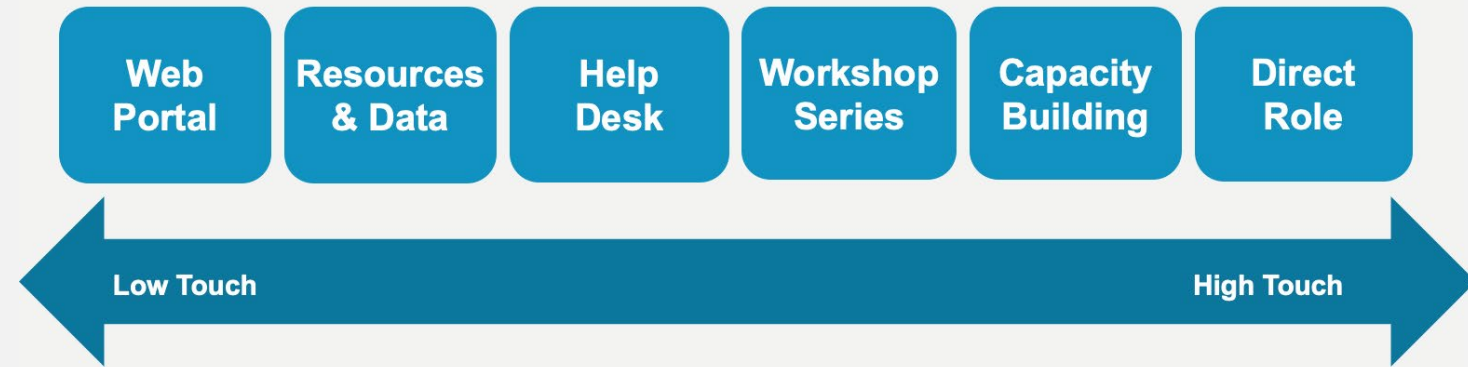 Web
Portal
Resources
& Data
Help
Desk
Workshop
Series
Capacity
Building
Direct
Role
Low Touch
High Touch